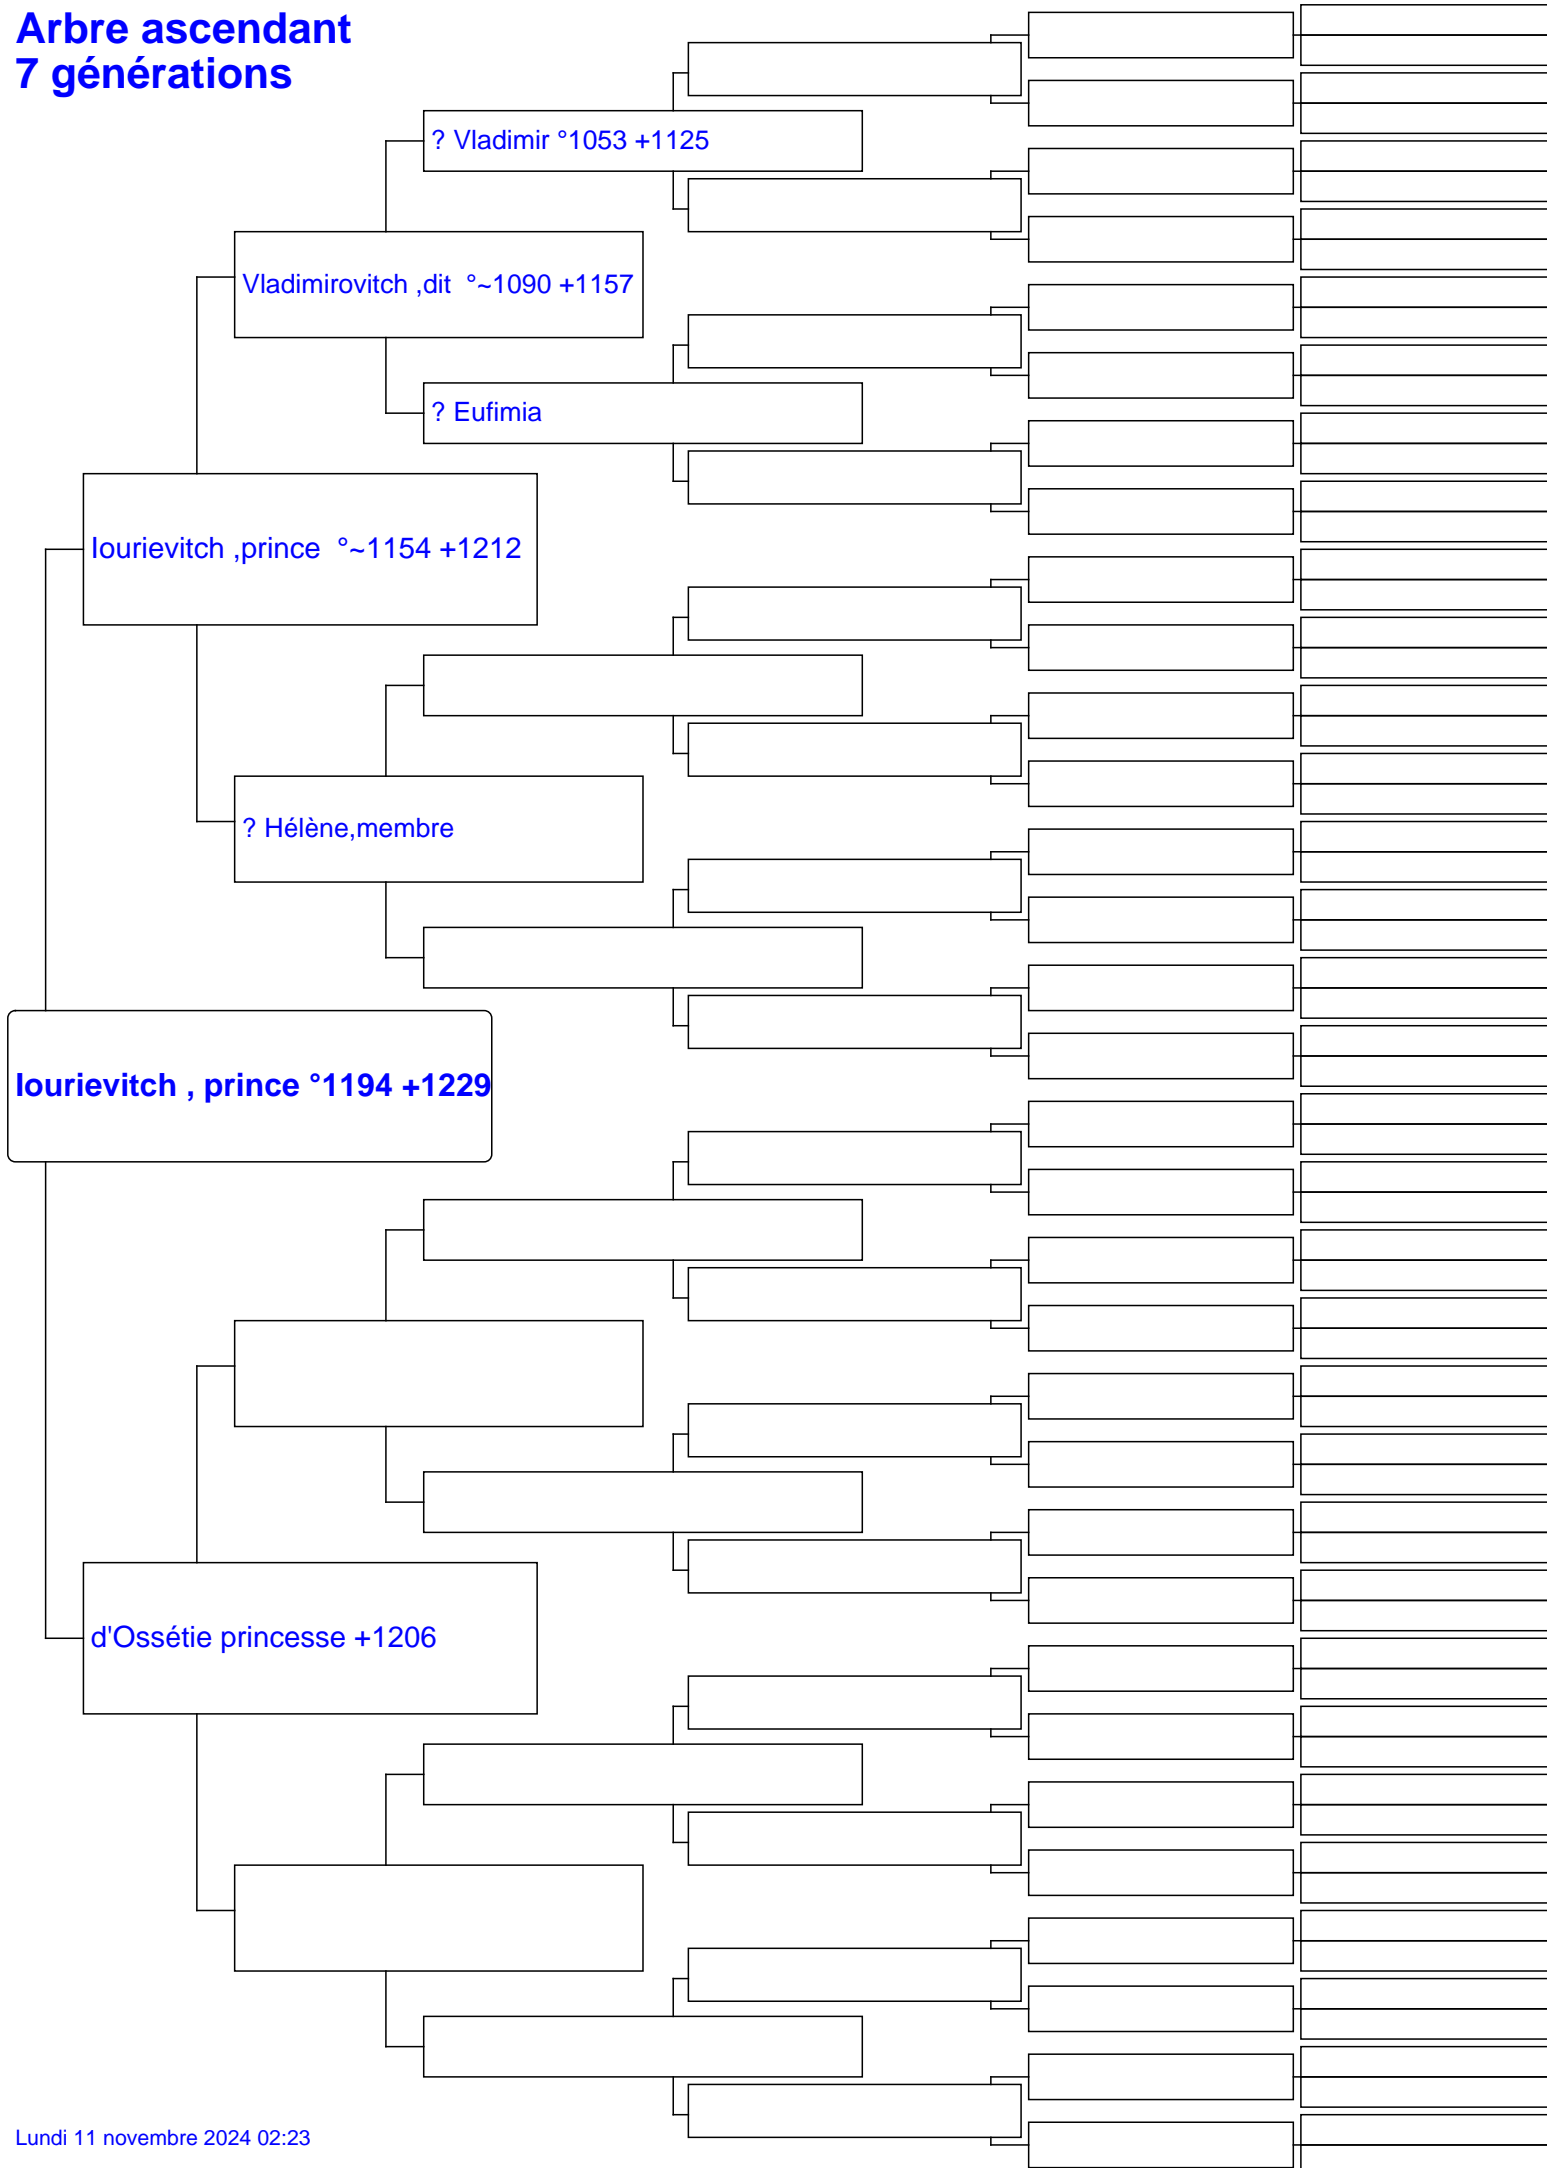 Arbre ascendant
7 générations
? Vladimir °1053 +1125
Vladimirovitch ,dit  °~1090 +1157
? Eufimia
Iourievitch ,prince  °~1154 +1212
? Hélène,membre
Iourievitch , prince °1194 +1229
d'Ossétie princesse +1206
Lundi 11 novembre 2024 02:23